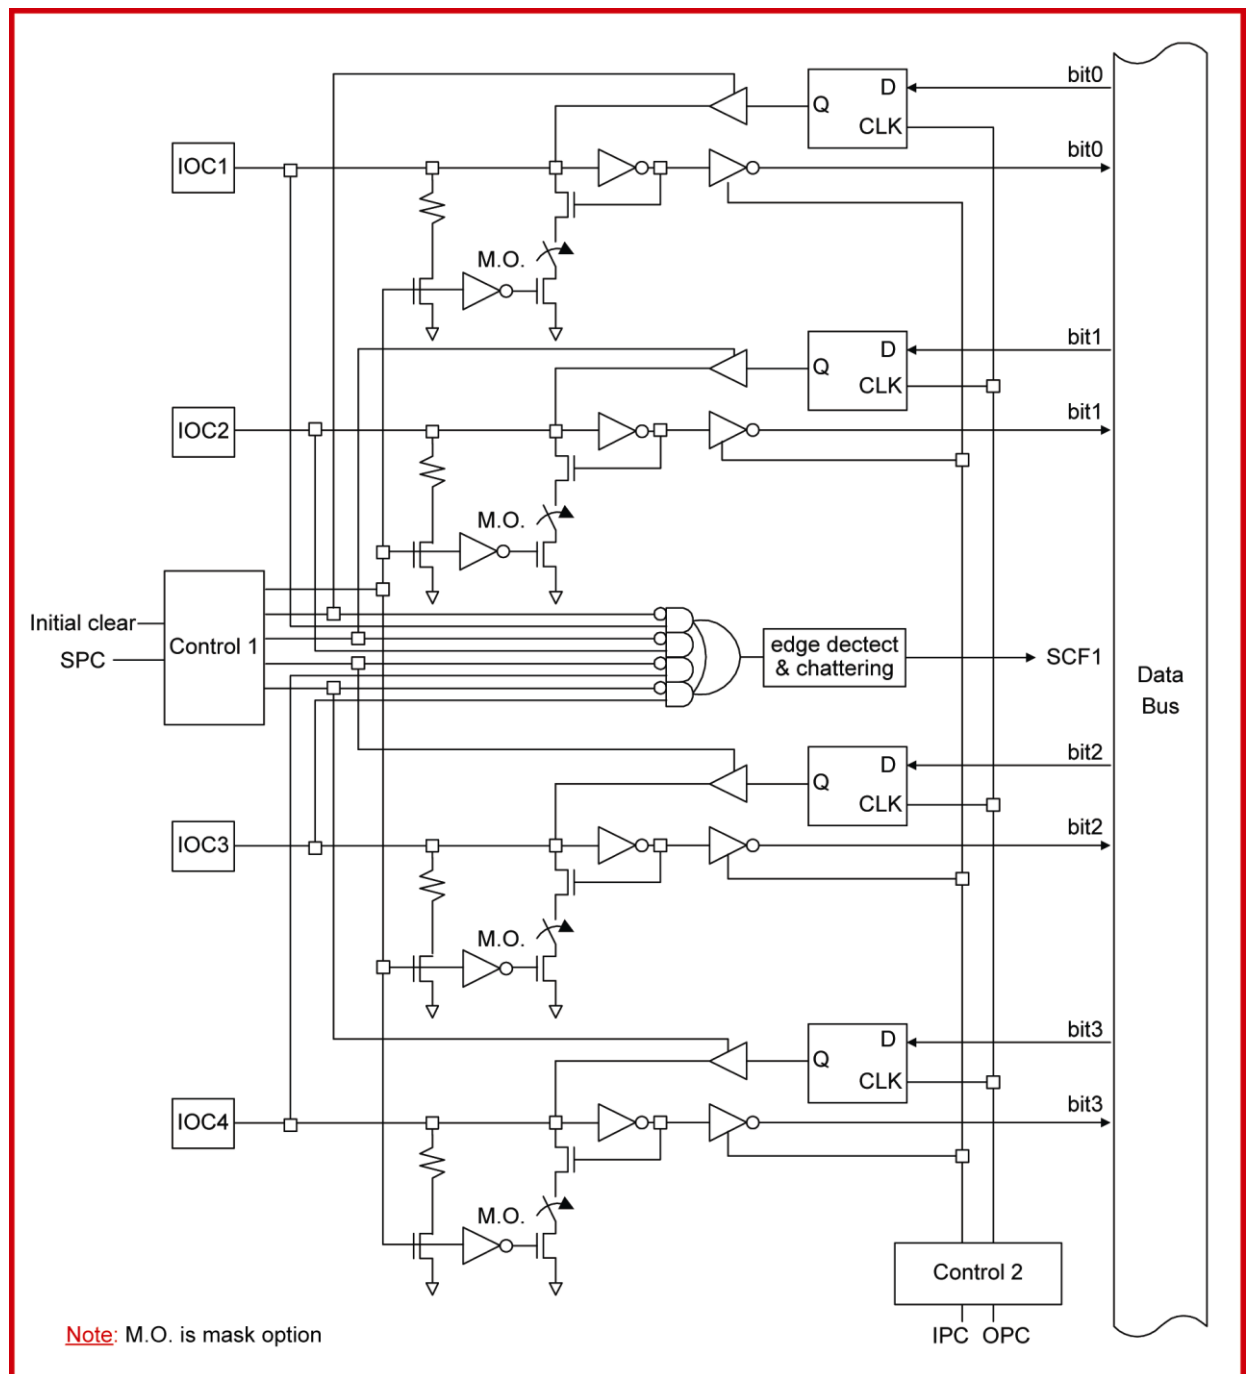 bit0
D
Q
CLK
bit0
IOC1
M.O.
bit1
D
Q
CLK
bit1
IOC2
M.O.
Initial clear
SPC
Control 1
edge dectect
& chattering
SCF1
Data
Bus
bit2
D
Q
CLK
bit2
IOC3
M.O.
bit3
D
Q
CLK
bit3
IOC4
M.O.
Control 2
IPC OPC
Note: M.O. is mask option